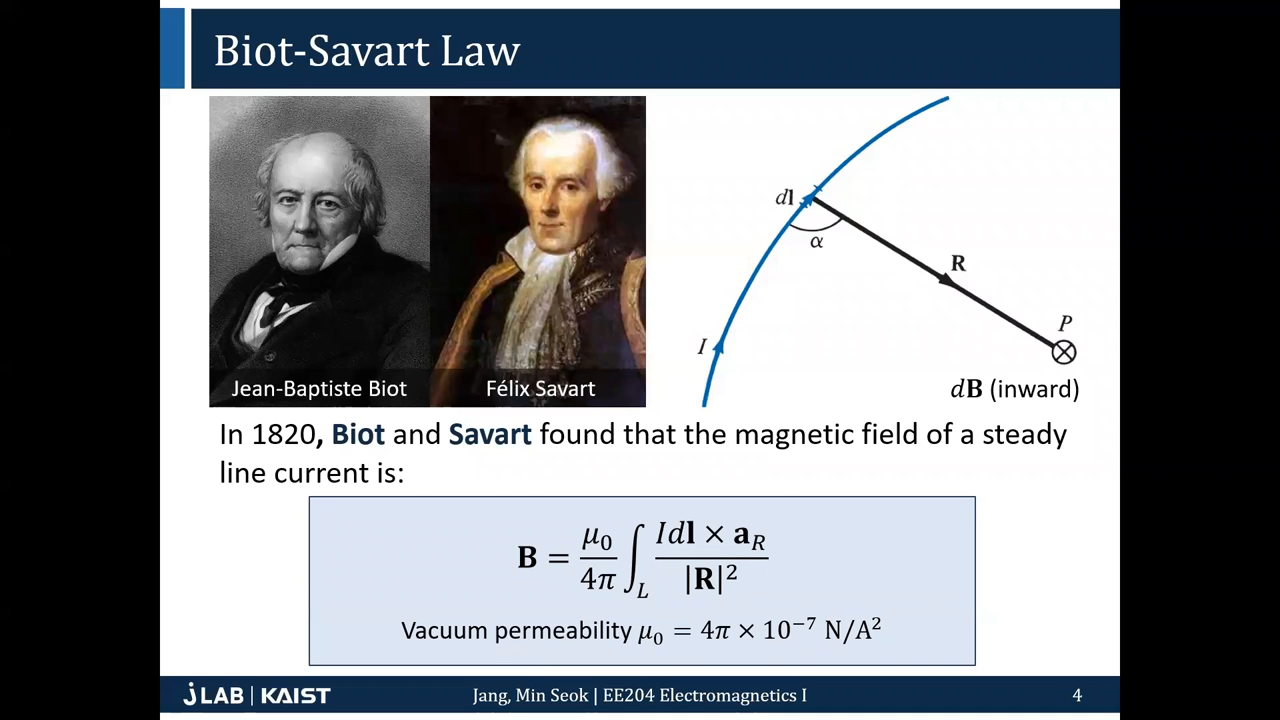 Biot-Savart Law
Jean-Baptiste Biot
Félix Savart
dl
α
R
I
P
dB (inward)
In 1820, Biot and Savart found that the magnetic field of a steady
line current is:
B = μ₀/4π ∫_L Idl × a_R/|R|²
Vacuum permeability μ₀ = 4π × 10⁻⁷ N/A²
jLAB | KAIST
Jang, Min Seok | EE204 Electromagnetics I
4